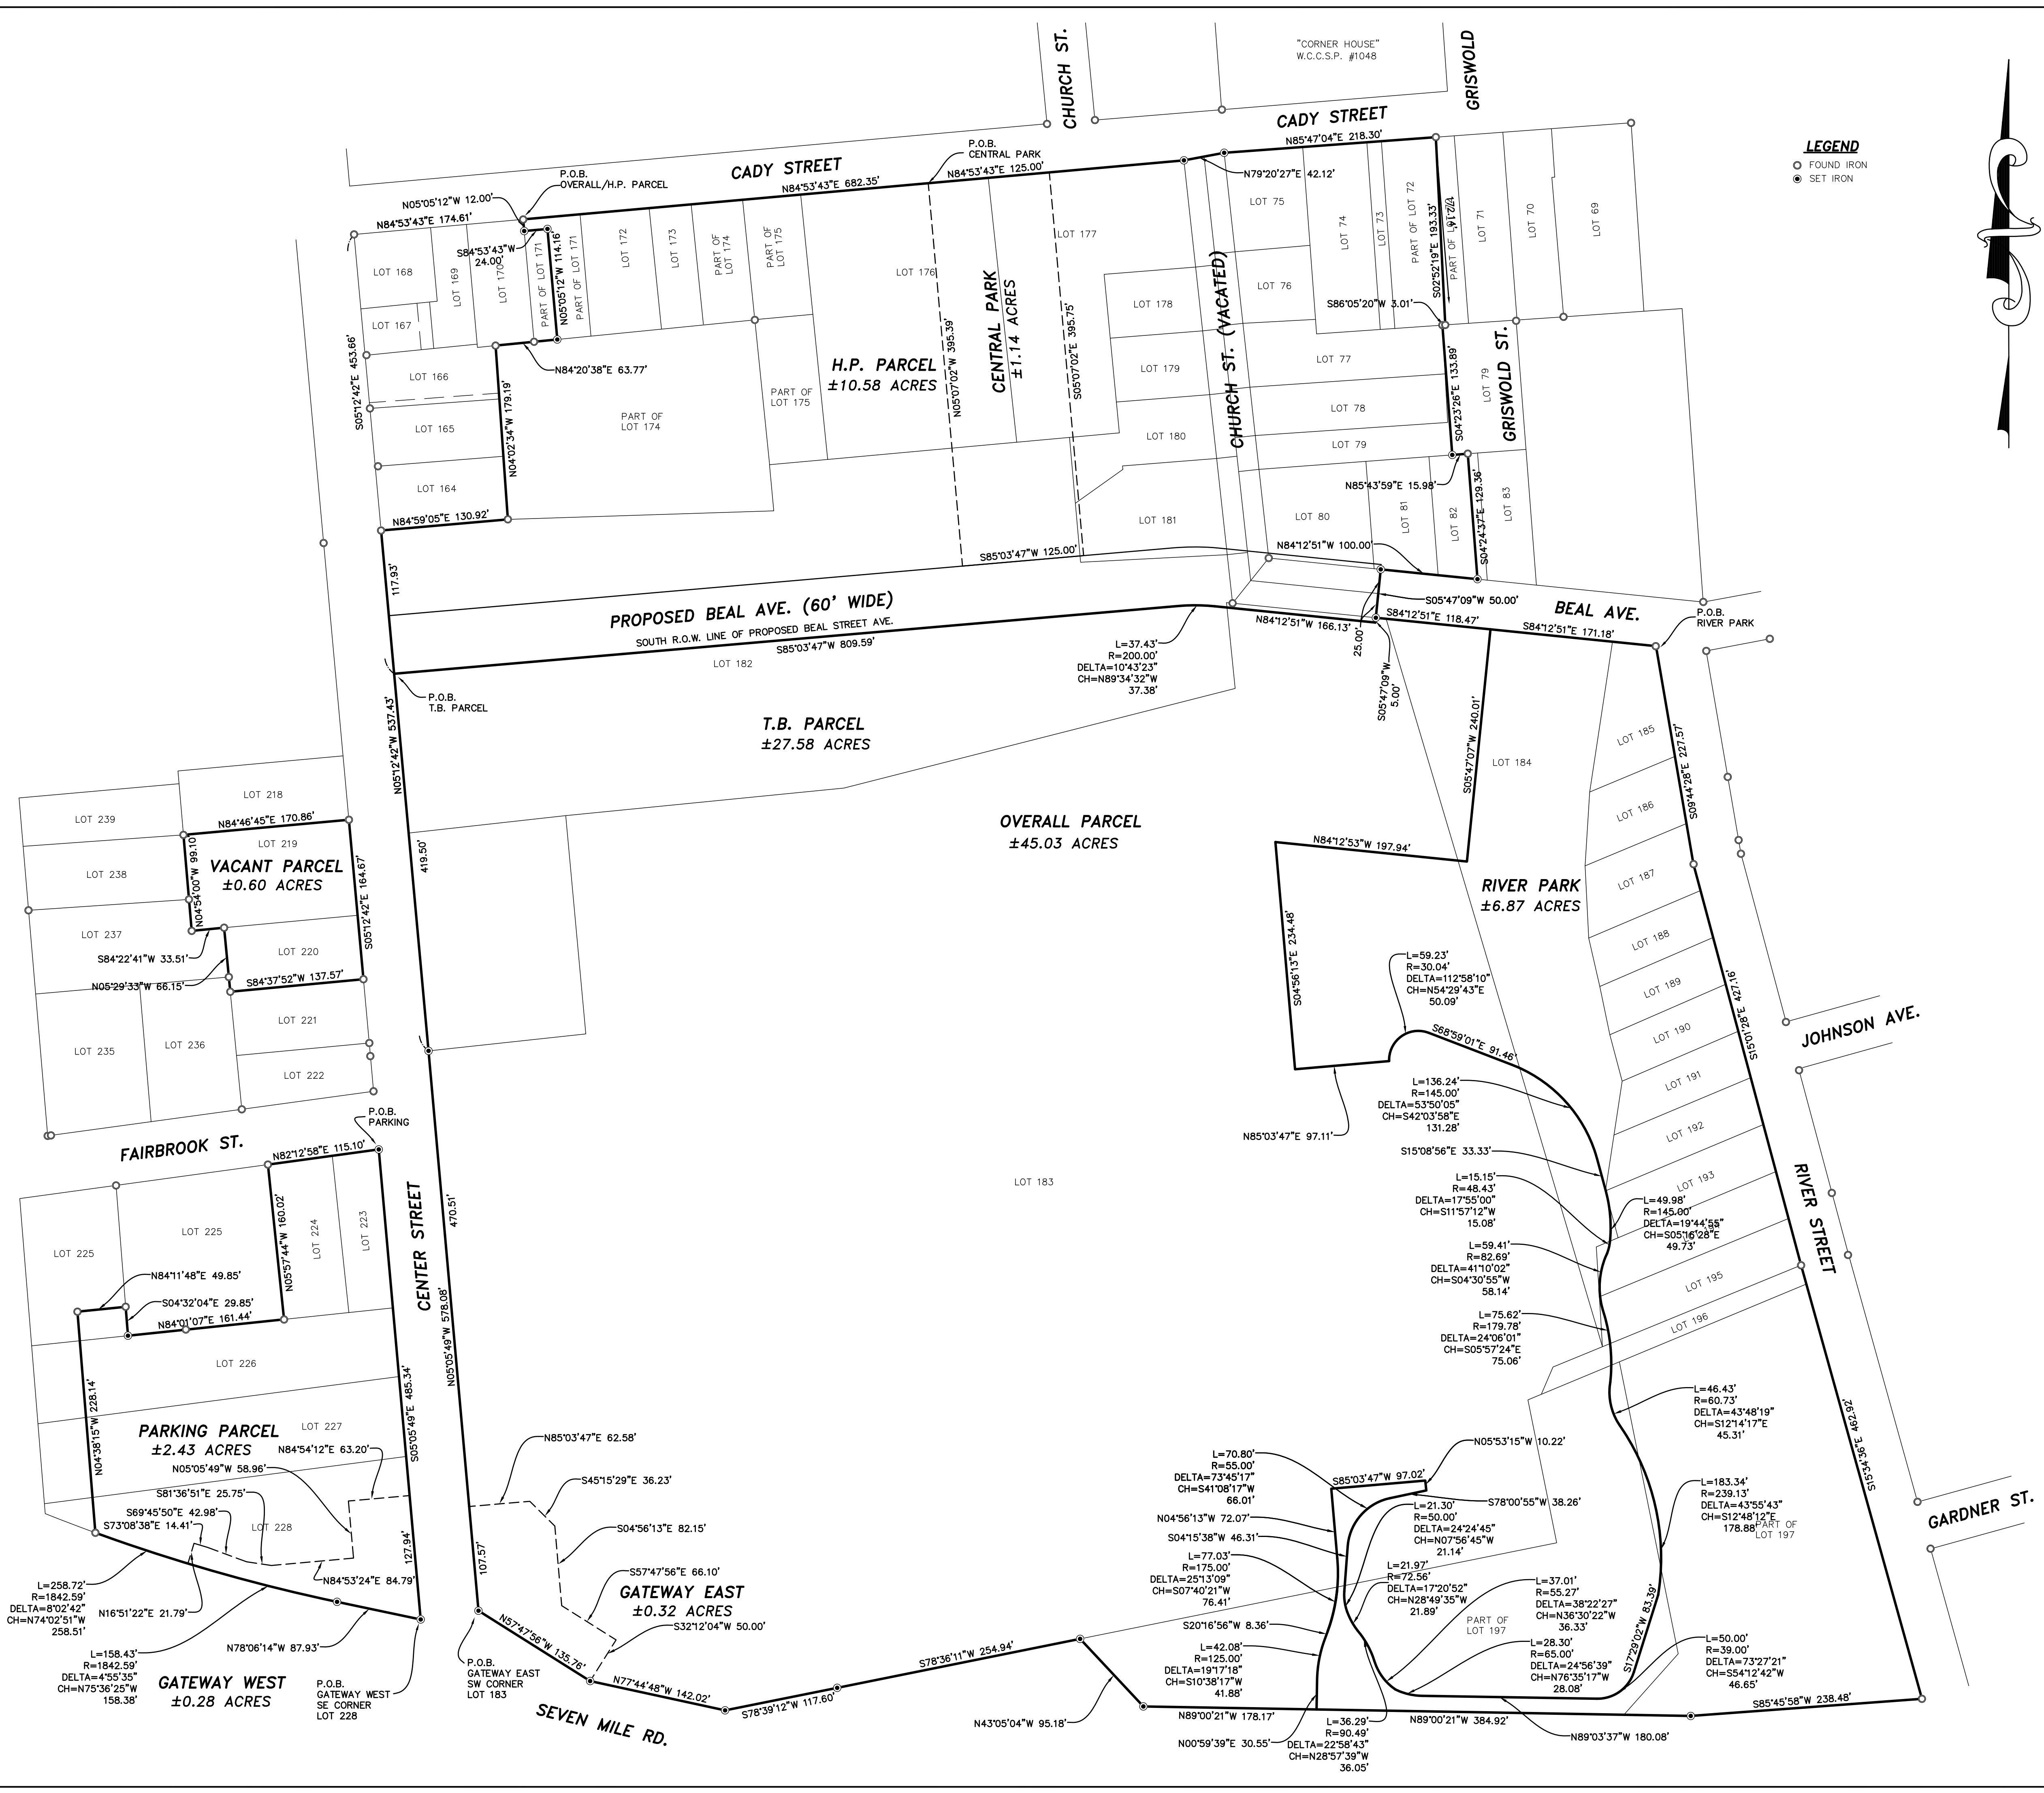 "CORNER HOUSE"
W.C.C.S.P. #1048
CHURCH ST.
GRISWOLD
CADY STREET
N85°47'04"E 218.30'
P.O.B.
CENTRAL PARK
N84°53'43"E 125.00'
N79°20'27"E 42.12'
LEGEND
FOUND IRON
SET IRON
CADY STREET
N84°53'43"E 682.35'
P.O.B.
OVERALL/H.P. PARCEL
N05°05'12"W 12.00'
N84°53'43"E 174.61'
S84°53'43"W
24.00'
N05°05'12"W 114.16'
LOT 168
LOT 169
LOT 170
PART OF LOT 171
PART OF LOT 171
LOT 172
LOT 173
PART OF
LOT 174
PART OF
LOT 175
LOT 176
LOT 177
LOT 75
LOT 74
LOT 73
PART OF LOT 72
S02°52'19"E 193.33'
172.14'
LOT 71
LOT 70
LOT 69
LOT 167
LOT 76
LOT 178
S86°05'20"W 3.01'
S05°12'42"E 453.66'
LOT 166
N84°20'38"E 63.77'
H.P. PARCEL
±10.58 ACRES
CENTRAL PARK
±1.14 ACRES
N05°07'02"W 395.39'
S05°07'02"E 395.75'
CHURCH ST. (VACATED)
LOT 77
LOT 179
S04°23'26"E 133.89'
LOT 79
GRISWOLD ST.
LOT 165
N04°02'34"W 179.19'
PART OF
LOT 174
PART OF
LOT 175
LOT 78
LOT 180
LOT 79
LOT 164
N84°59'05"E 130.92'
N85°43'59"E 15.98'
S04°24'37"E 129.36'
LOT 181
LOT 80
LOT 81
LOT 82
LOT 83
117.93'
S85°03'47"W 125.00'
N84°12'51"W 100.00'
PROPOSED BEAL AVE. (60' WIDE)
SOUTH R.O.W. LINE OF PROPOSED BEAL STREET AVE.
S85°03'47"W 809.59'
LOT 182
S05°47'09"W 50.00'
BEAL AVE.
P.O.B.
RIVER PARK
N84°12'51"W 166.13'
S84°12'51"E 118.47'
S84°12'51"E 171.18'
25.00'
S05°47'09"W
5.00'
L=37.43'
R=200.00'
DELTA=10°43'23"
CH=N89°34'32"W
37.38'
P.O.B.
T.B. PARCEL
N05°12'42"W 537.43'
T.B. PARCEL
±27.58 ACRES
S05°47'07"W 240.01'
LOT 184
LOT 185
S09°44'28"E 227.57'
LOT 186
LOT 218
LOT 239
N84°46'45"E 170.86'
LOT 219
VACANT PARCEL
±0.60 ACRES
N04°54'00"W 99.10'
S05°12'42"E 164.67'
419.50'
OVERALL PARCEL
±45.03 ACRES
N84°12'53"W 197.94'
RIVER PARK
±6.87 ACRES
LOT 187
LOT 238
LOT 237
LOT 220
S84°22'41"W 33.51'
N05°29'33"W 66.15'
S84°37'52"W 137.57'
S04°56'13"E 234.48'
L=59.23'
R=30.04'
DELTA=112°58'10"
CH=N54°29'43"E
50.09'
LOT 188
LOT 189
LOT 190
S15°01'28"E 427.16'
JOHNSON AVE.
LOT 221
LOT 235
LOT 236
LOT 222
S68°59'01"E 91.46'
N85°03'47"E 97.11'
L=136.24'
R=145.00'
DELTA=53°50'05"
CH=S42°03'58"E
131.28'
LOT 191
LOT 192
P.O.B.
PARKING
FAIRBROOK ST.
N82°12'58"E 115.10'
S15°08'56"E 33.33'
L=15.15'
R=48.43'
DELTA=17°55'00"
CH=S11°57'12"W
15.08'
LOT 193
L=49.98'
R=145.00'
DELTA=19°44'55"
CH=S05°16'28"E
49.73'
RIVER STREET
LOT 183
LOT 225
LOT 225
N05°57'44"W 160.02'
LOT 224
LOT 223
CENTER STREET
470.51'
N05°05'49"W 578.08'
L=59.41'
R=82.69'
DELTA=41°10'02"
CH=S04°30'55"W
58.14'
LOT 195
N84°11'48"E 49.85'
S04°32'04"E 29.85'
N84°01'07"E 161.44'
LOT 226
L=75.62'
R=179.78'
DELTA=24°06'01"
CH=S05°57'24"E
75.06'
LOT 196
N04°38'15"W 228.14'
S05°05'49"E 485.34'
L=46.43'
R=60.73'
DELTA=43°48'19"
CH=S12°14'17"E
45.31'
S15°34'36"E 462.92'
PARKING PARCEL
±2.43 ACRES
LOT 227
N84°54'12"E 63.20'
N05°05'49"W 58.96'
S81°36'51"E 25.75'
S69°45'50"E 42.98'
S73°08'38"E 14.41'
LOT 228
127.94'
N85°03'47"E 62.58'
S45°15'29"E 36.23'
S04°56'13"E 82.15'
S57°47'56"E 66.10'
107.57'
GATEWAY EAST
±0.32 ACRES
S32°12'04"W 50.00'
L=70.80'
R=55.00'
DELTA=73°45'17"
CH=S41°08'17"W
66.01'
S85°03'47"W 97.02'
N05°53'15"W 10.22'
S78°00'55"W 38.26'
L=21.30'
R=50.00'
DELTA=24°24'45"
CH=N07°56'45"W
21.14'
L=183.34'
R=239.13'
DELTA=43°55'43"
CH=S12°48'12"E
178.88'
PART OF
LOT 197
GARDNER ST.
N04°56'13"W 72.07'
S04°15'38"W 46.31'
L=77.03'
R=175.00'
DELTA=25°13'09"
CH=S07°40'21"W
76.41'
L=21.97'
R=72.56'
DELTA=17°20'52"
CH=N28°49'35"W
21.89'
L=37.01'
R=55.27'
DELTA=38°22'27"
CH=N36°30'22"W
36.33'
PART OF
LOT 197
S17°29'02"W 83.39'
L=258.72'
R=1842.59'
DELTA=8°02'42"
CH=N74°02'51"W
258.51'
N16°51'22"E 21.79'
N84°53'24"E 84.79'
N78°06'14"W 87.93'
L=158.43'
R=1842.59'
DELTA=4°55'35"
CH=N75°36'25"W
158.38'
GATEWAY WEST
±0.28 ACRES
P.O.B.
GATEWAY WEST
SE CORNER
LOT 228
P.O.B.
GATEWAY EAST
SW CORNER
LOT 183
N57°47'56"W 135.76'
N77°44'48"W 142.02'
S78°39'12"W 117.60'
S78°36'11"W 254.94'
SEVEN MILE RD.
S20°16'56"W 8.36'
L=42.08'
R=125.00'
DELTA=19°17'18"
CH=S10°38'17"W
41.88'
L=28.30'
R=65.00'
DELTA=24°56'39"
CH=N76°35'17"W
28.08'
L=50.00'
R=39.00'
DELTA=73°27'21"
CH=S54°12'42"W
46.65'
N43°05'04"W 95.18'
N89°00'21"W 178.17'
N00°59'39"E 30.55'
L=36.29'
R=90.49'
DELTA=22°58'43"
CH=N28°57'39"W
36.05'
N89°00'21"W 384.92'
N89°03'37"W 180.08'
S85°45'58"W 238.48'